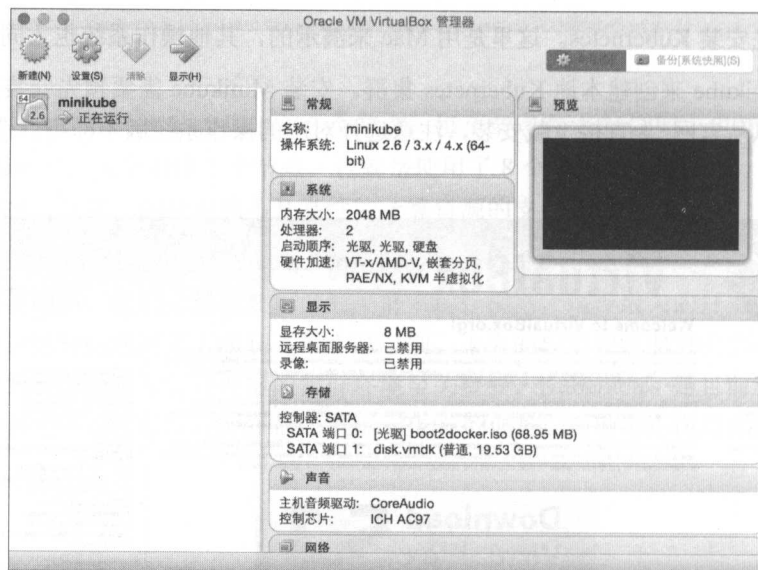 Oracle VM VirtualBox 管理器
新建(N) 设置(S) 清除 显示(H)
备份[系统快照](S)
64
2.6
minikube
正在运行
常规
名称: minikube
操作系统: Linux 2.6 / 3.x / 4.x (64-
bit)
预览
系统
内存大小: 2048 MB
处理器: 2
启动顺序: 光驱, 光驱, 硬盘
硬件加速: VT-x/AMD-V, 嵌套分页,
PAE/NX, KVM 半虚拟化
显示
显存大小: 8 MB
远程桌面服务器: 已禁用
录像: 已禁用
存储
控制器: SATA
SATA 端口 0: [光驱] boot2docker.iso (68.95 MB)
SATA 端口 1: disk.vmdk (普通, 19.53 GB)
声音
主机音频驱动: CoreAudio
控制芯片: ICH AC97
网络